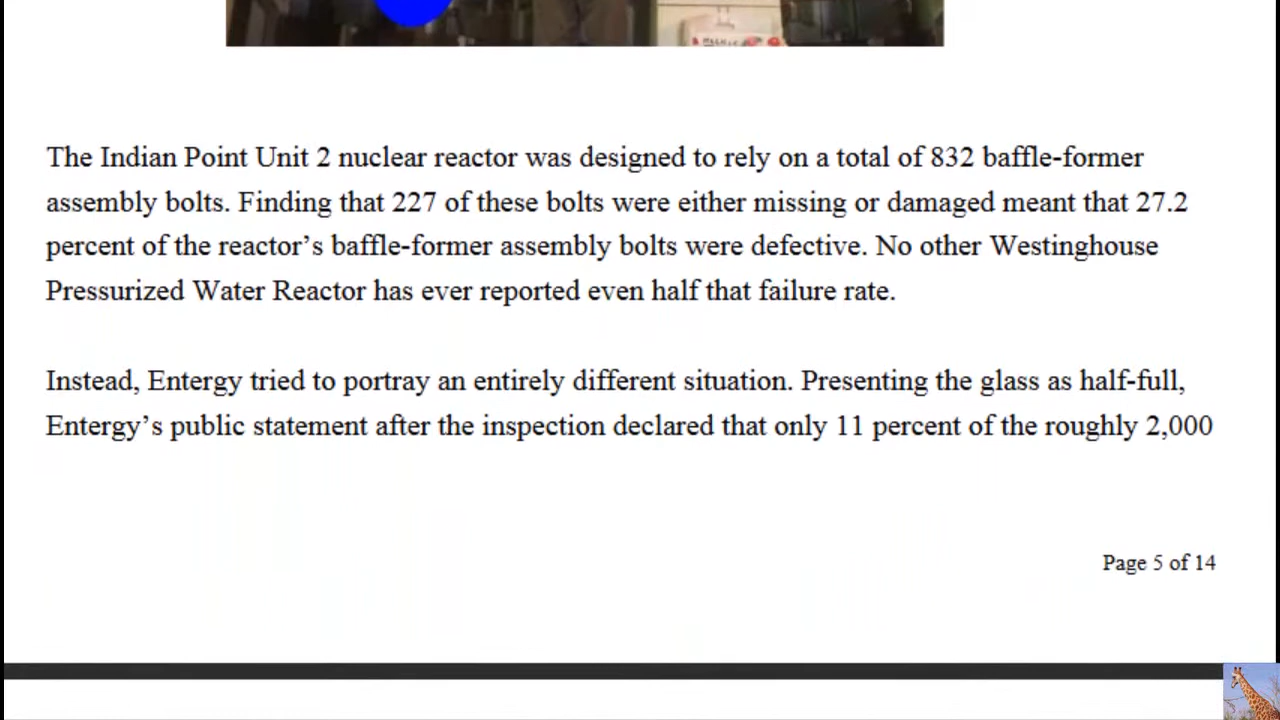 The Indian Point Unit 2 nuclear reactor was designed to rely on a total of 832 baffle-former
assembly bolts. Finding that 227 of these bolts were either missing or damaged meant that 27.2
percent of the reactor’s baffle-former assembly bolts were defective. No other Westinghouse
Pressurized Water Reactor has ever reported even half that failure rate.
Instead, Entergy tried to portray an entirely different situation. Presenting the glass as half-full,
Entergy’s public statement after the inspection declared that only 11 percent of the roughly 2,000
Page 5 of 14